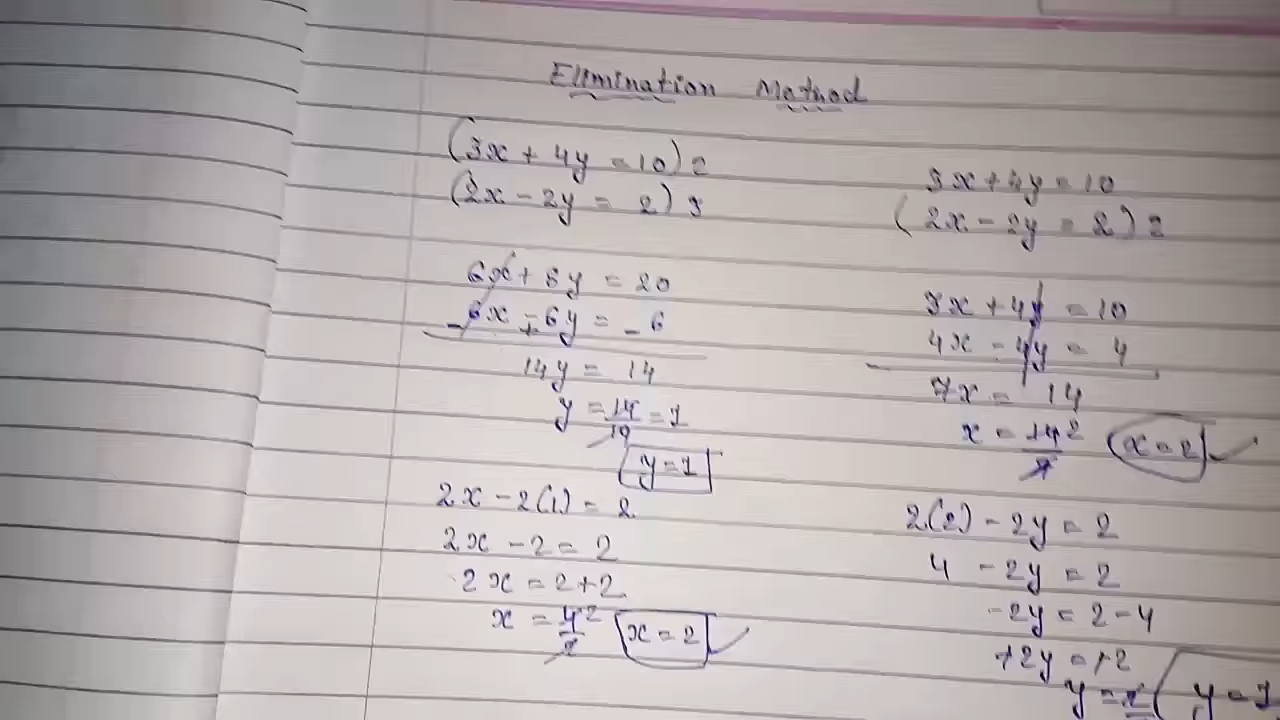 Elimination Method
(3x + 4y = 10) 2
(2x - 2y = 2) 3
6x + 8y = 20
6x - 6y = 6
- + -
14y = 14
y = 14/14 = 1
y = 1
2x - 2(1) = 2
2x - 2 = 2
2x = 2 + 2
x = 4/2 2
x = 2 ✓
3x + 4y = 10
(2x - 2y = 2) 2
3x + 4y = 10
4x - 4y = 4
7x = 14
x = 14/7 2
x = 2 ✓
2(2) - 2y = 2
4 - 2y = 2
-2y = 2 - 4
+2y = +2
y = 1